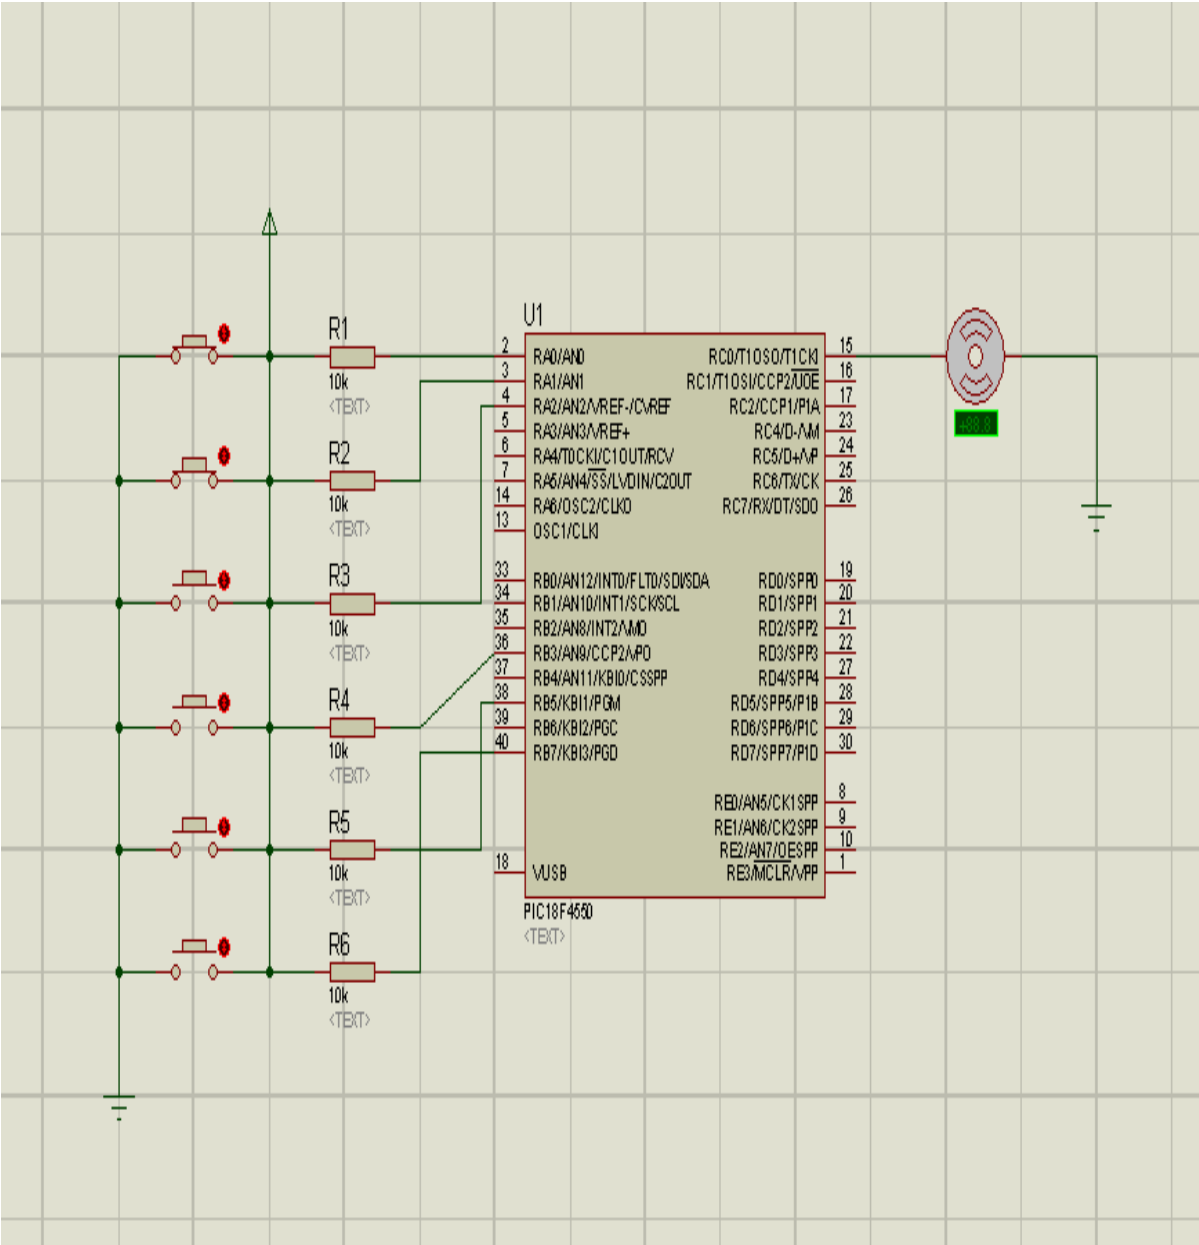 U1
R1
10k
<TEXT>
R2
10k
<TEXT>
R3
10k
<TEXT>
R4
10k
<TEXT>
R5
10k
<TEXT>
R6
10k
<TEXT>
2 RA0/AN0
3 RA1/AN1
4 RA2/AN2/VREF-/CVREF
5 RA3/AN3/VREF+
6 RA4/T0CKI/C1OUT/RCV
7 RA5/AN4/SS/LVDIN/C2OUT
14 RA6/OSC2/CLKO
13 OSC1/CLKI
33 RB0/AN12/INT0/FLT0/SDI/SDA
34 RB1/AN10/INT1/SCK/SCL
35 RB2/AN8/INT2/VMO
36 RB3/AN9/CCP2/VPO
37 RB4/AN11/KBI0/CSSPP
38 RB5/KBI1/PGM
39 RB6/KBI2/PGC
40 RB7/KBI3/PGD
18 VUSB
RC0/T1OSO/T1CKI 15
RC1/T1OSI/CCP2/UOE 16
RC2/CCP1/P1A 17
RC4/D-/VM 23
RC5/D+/VP 24
RC6/TX/CK 25
RC7/RX/DT/SDO 26
RD0/SPP0 19
RD1/SPP1 20
RD2/SPP2 21
RD3/SPP3 22
RD4/SPP4 27
RD5/SPP5/P1B 28
RD6/SPP6/P1C 29
RD7/SPP7/P1D 30
RE0/AN5/CK1SPP 8
RE1/AN6/CK2SPP 9
RE2/AN7/OESPP 10
RE3/MCLR/VPP 1
PIC18F4550
<TEXT>
+88.8